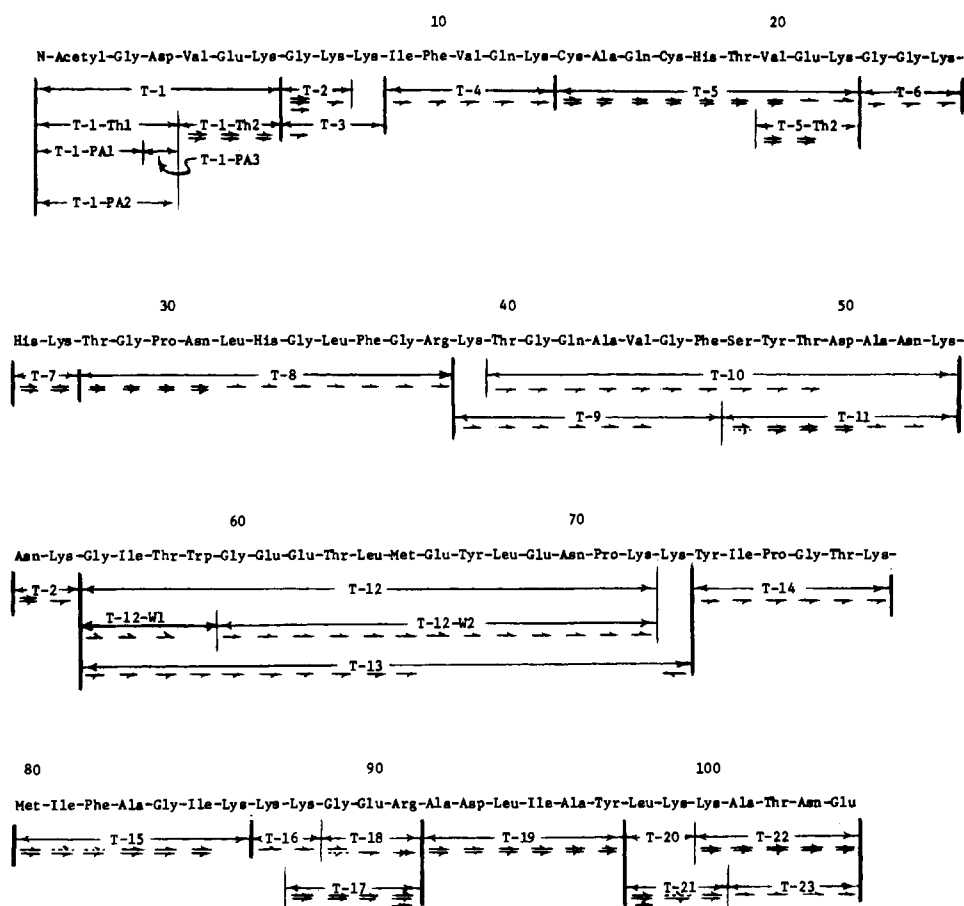 10 20
N-Acetyl-Gly-Asp-Val-Glu-Lys-Gly-Lys-Lys-Ile-Phe-Val-Gln-Lys-Cys-Ala-Gln-Cys-His-Thr-Val-Glu-Lys-Gly-Gly-Lys-
T-1 T-2 T-4 T-5 T-6
T-1-Th1 T-1-Th2 T-3 T-5-Th2
T-1-PA1 T-1-PA3
T-1-PA2
30 40 50
His-Lys-Thr-Gly-Pro-Asn-Leu-His-Gly-Leu-Phe-Gly-Arg-Lys-Thr-Gly-Gln-Ala-Val-Gly-Phe-Ser-Tyr-Thr-Asp-Ala-Asn-Lys-
T-7 T-8 T-10
T-9 T-11
60 70
Asn-Lys-Gly-Ile-Thr-Trp-Gly-Glu-Glu-Thr-Leu-Met-Glu-Tyr-Leu-Glu-Asn-Pro-Lys-Lys-Tyr-Ile-Pro-Gly-Thr-Lys-
T-2 T-12 T-14
T-12-W1 T-12-W2
T-13
80 90 100
Met-Ile-Phe-Ala-Gly-Ile-Lys-Lys-Lys-Gly-Glu-Arg-Ala-Asp-Leu-Ile-Ala-Tyr-Leu-Lys-Lys-Ala-Thr-Asn-Glu
T-15 T-16 T-18 T-19 T-20 T-22
T-17 T-21 T-23